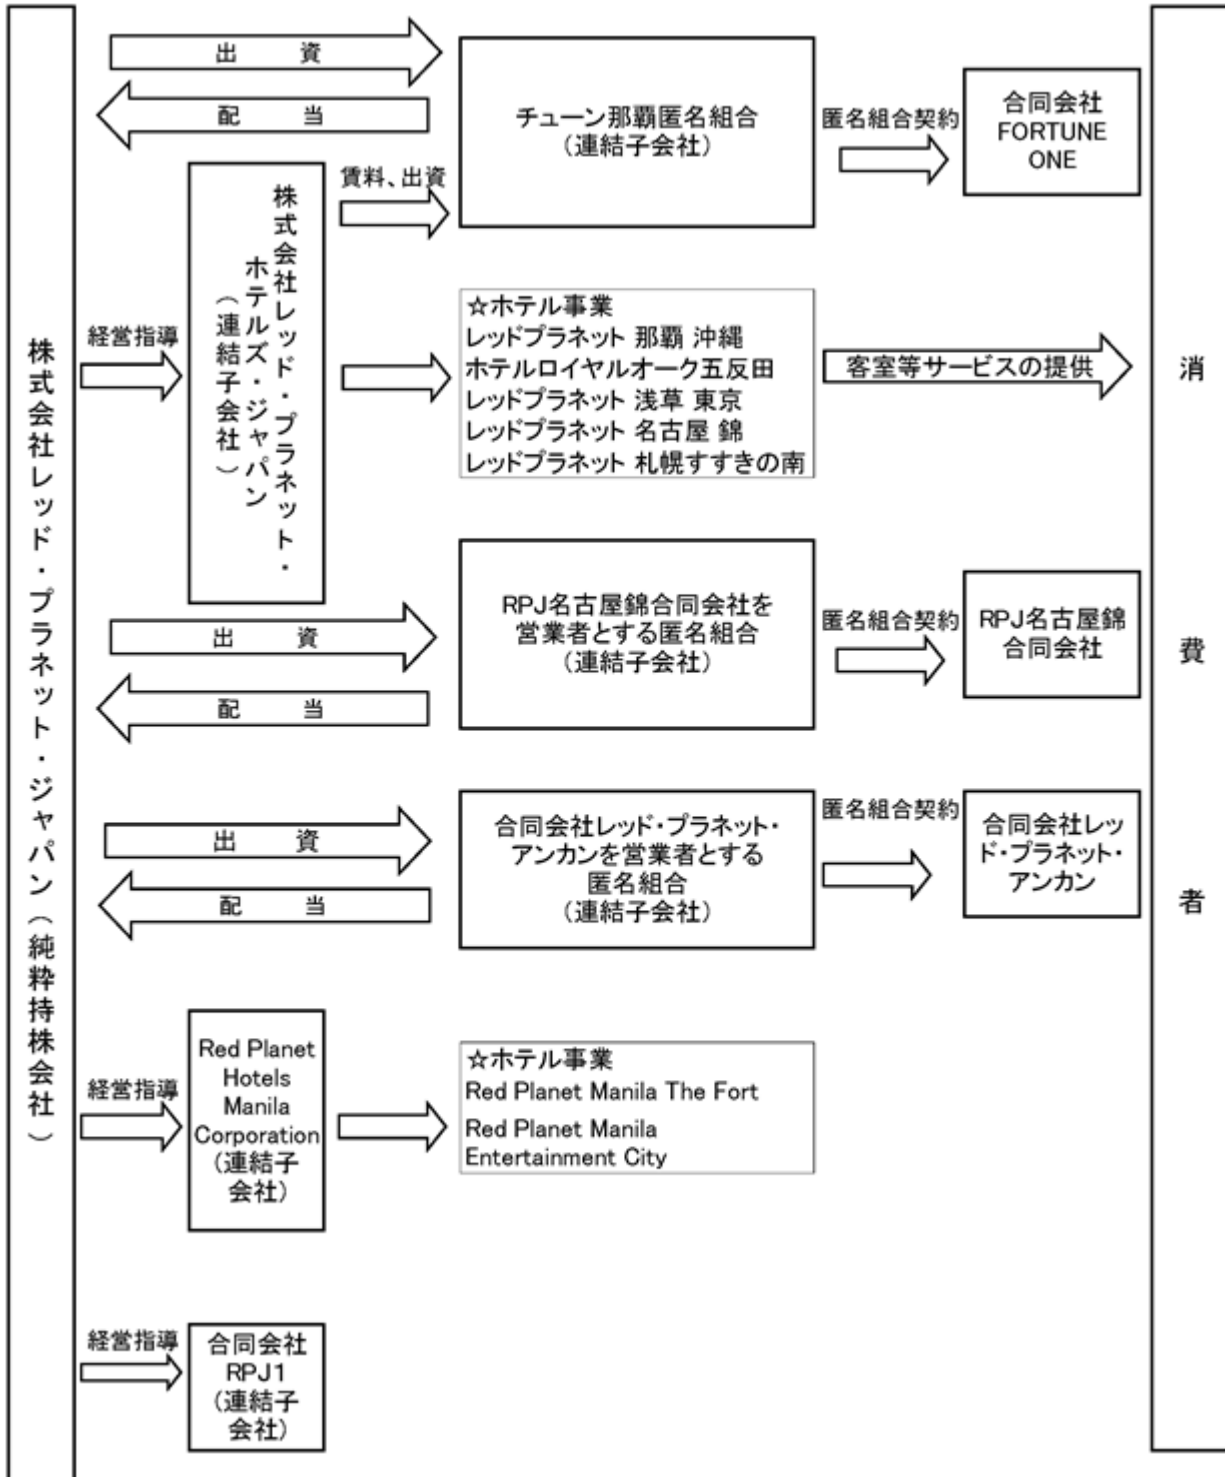 株式会社レッド・プラネット・ジャパン（純粋持株会社）
出　資
配　当
チューン那覇匿名組合
（連結子会社）
匿名組合契約
合同会社
FORTUNE
ONE
賃料、出資
株式会社レッド・プラネット・
ホテルズ・ジャパン
（連結子会社）
経営指導
☆ホテル事業
レッドプラネット 那覇 沖縄
ホテルロイヤルオーク五反田
レッドプラネット 浅草 東京
レッドプラネット 名古屋 錦
レッドプラネット 札幌すすきの南
客室等サービスの提供
消費者
出　資
配　当
RPJ名古屋錦合同会社を
営業者とする匿名組合
（連結子会社）
匿名組合契約
RPJ名古屋錦
合同会社
出　資
配　当
合同会社レッド・プラネット・
アンカンを営業者とする
匿名組合
（連結子会社）
匿名組合契約
合同会社レッ
ド・プラネット・
アンカン
経営指導
Red Planet
Hotels
Manila
Corporation
（連結子
会社）
☆ホテル事業
Red Planet Manila The Fort
Red Planet Manila
Entertainment City
経営指導
合同会社
RPJ1
（連結子
会社）